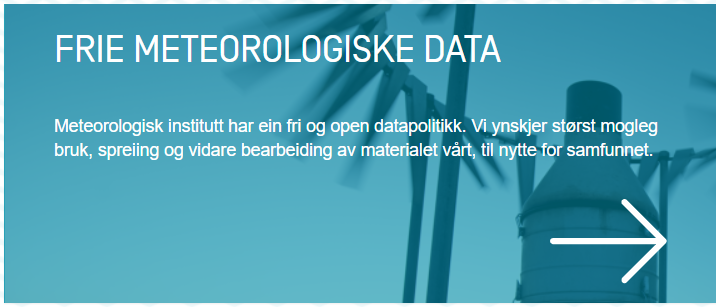 FRIE METEOROLOGISKE DATA
Meteorologisk institutt har ein fri og open datapolitikk. Vi ynskjer størst mogleg
bruk, spreiing og vidare bearbeiding av materialet vårt, til nytte for samfunnet.